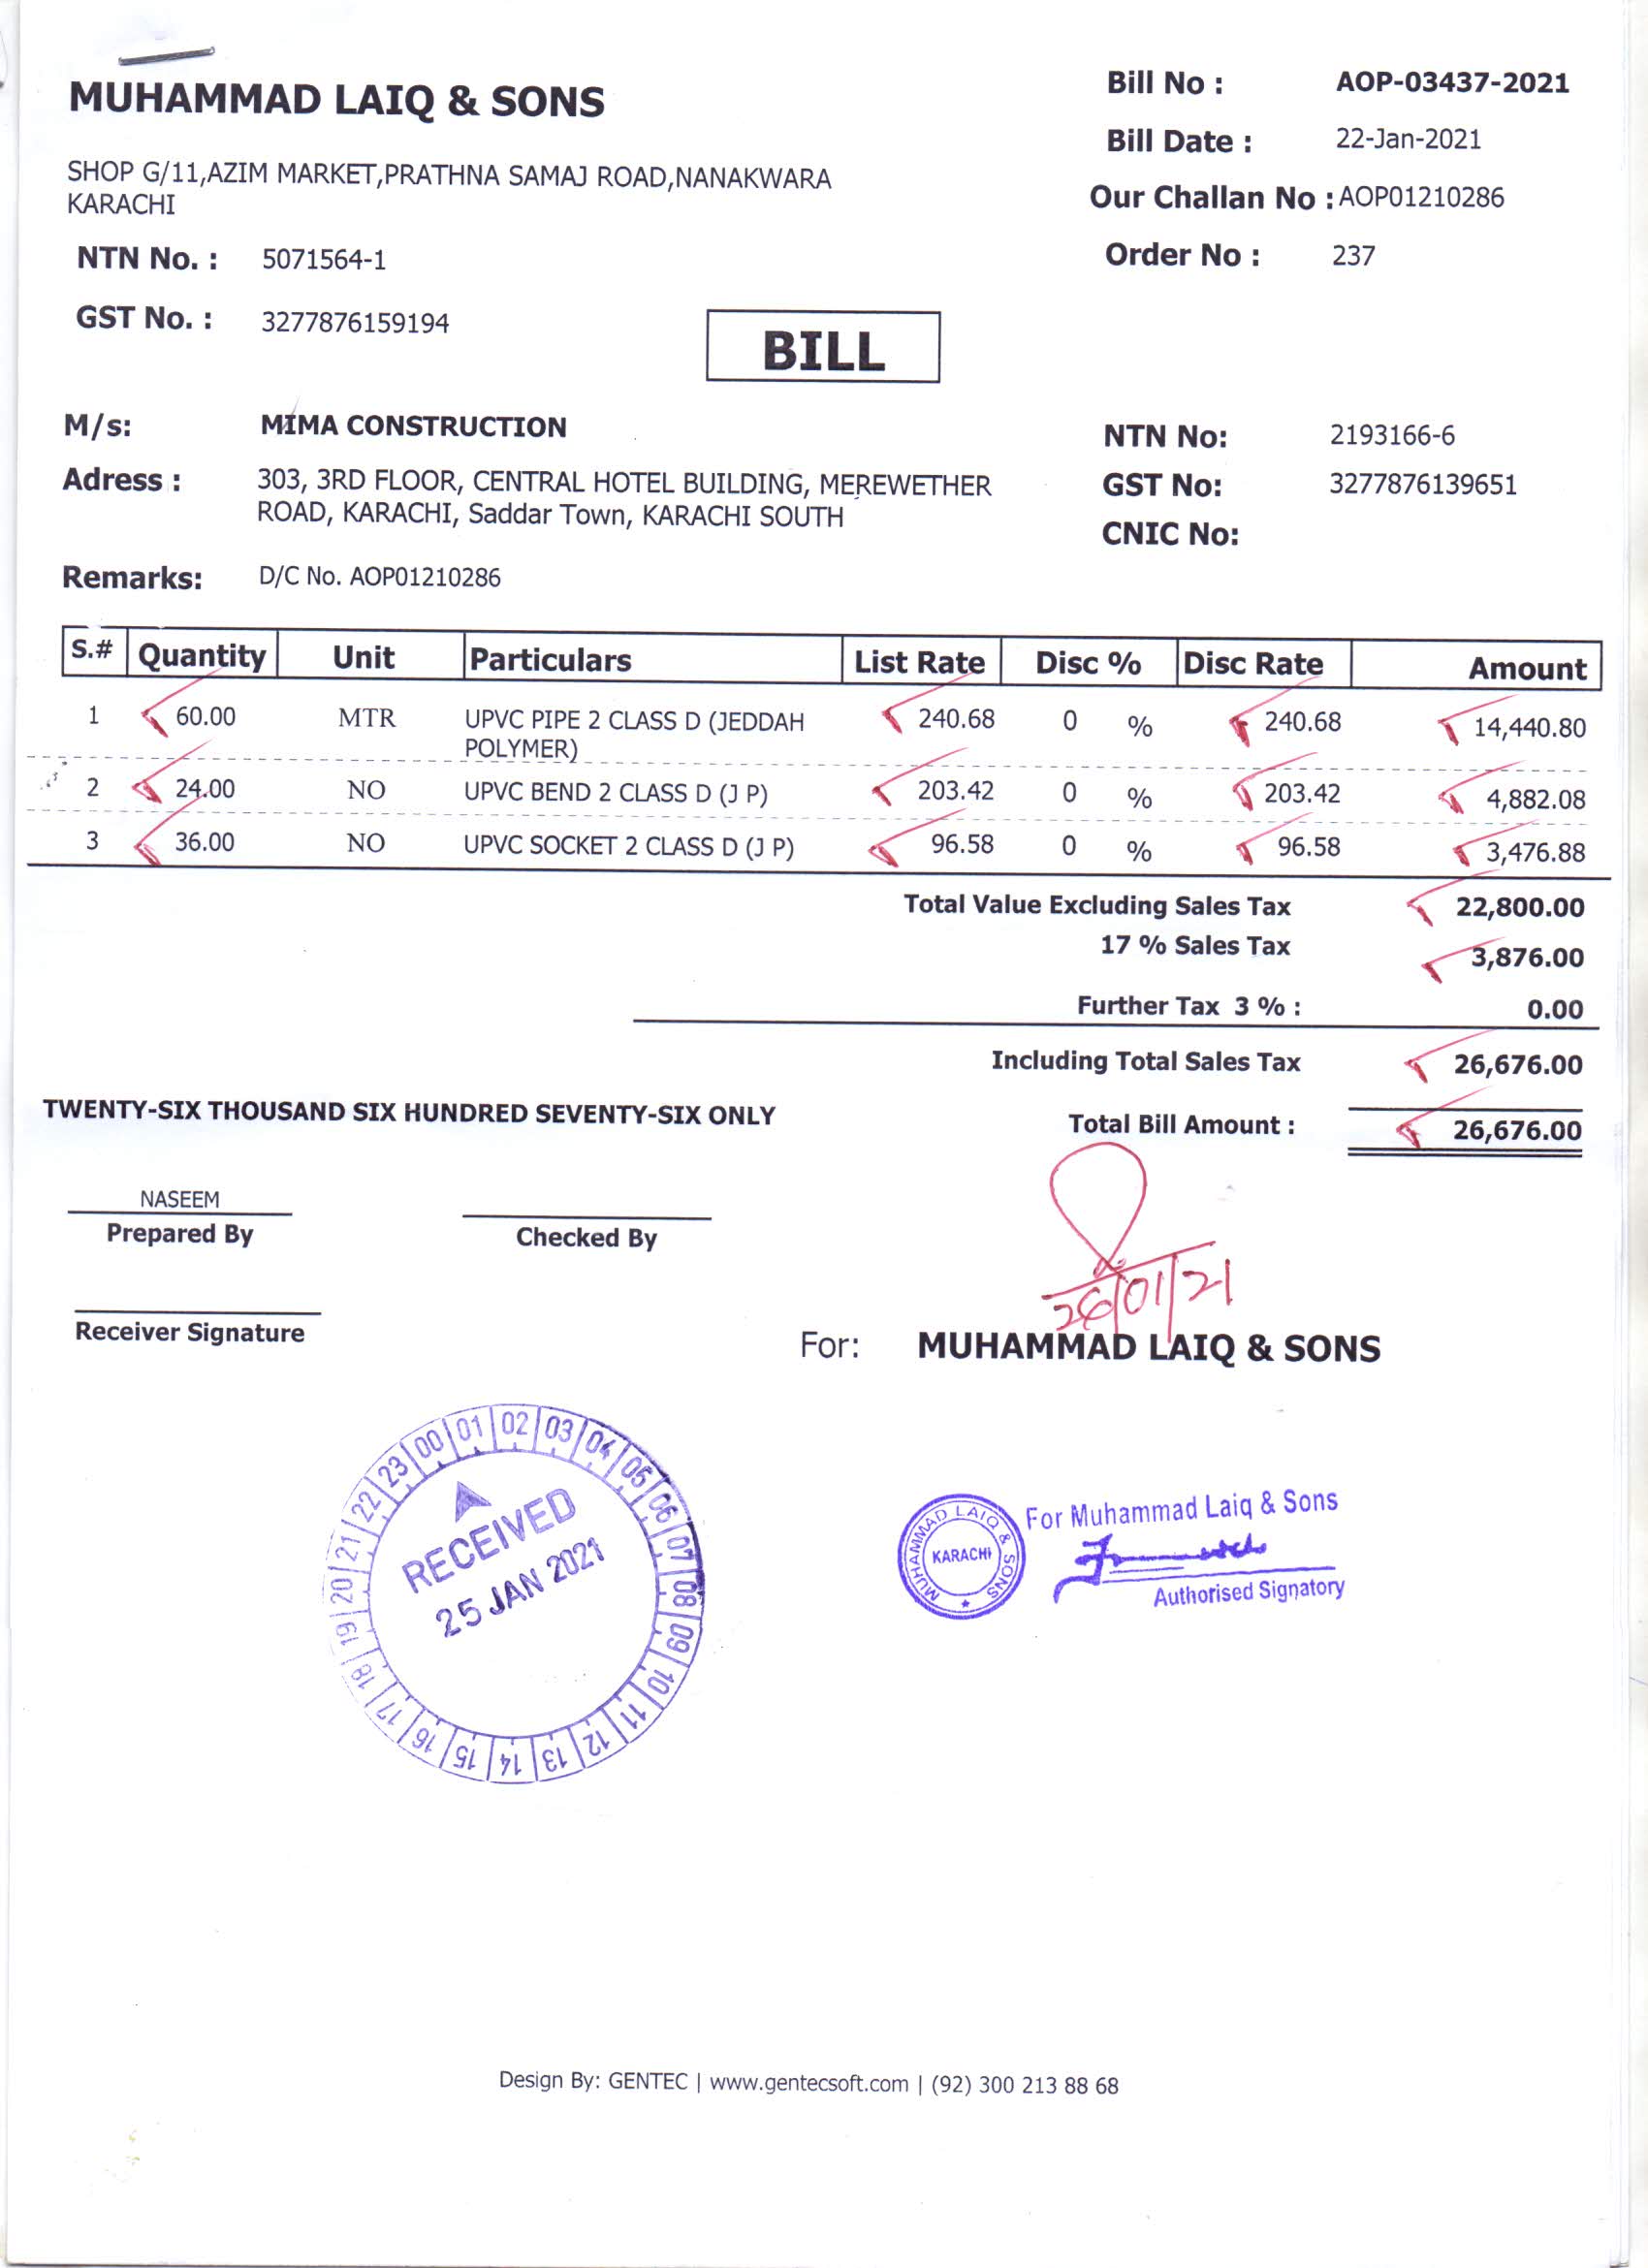 MUHAMMAD LAIQ & SONS
SHOP G/11,AZIM MARKET,PRATHNA SAMAJ ROAD,NANAKWARA
KARACHI
NTN No. : 5071564-1
GST No. : 3277876159194
Bill No : AOP-03437-2021
Bill Date : 22-Jan-2021
Our Challan No : AOP01210286
Order No : 237
BILL
M/s: MIMA CONSTRUCTION
Adress : 303, 3RD FLOOR, CENTRAL HOTEL BUILDING, MEREWETHER
ROAD, KARACHI, Saddar Town, KARACHI SOUTH
NTN No: 2193166-6
GST No: 3277876139651
CNIC No:
Remarks: D/C No. AOP01210286
S.# Quantity Unit Particulars List Rate Disc % Disc Rate Amount
1 60.00 MTR UPVC PIPE 2 CLASS D (JEDDAH 240.68 0 % 240.68 14,440.80
POLYMER)
2 24.00 NO UPVC BEND 2 CLASS D (J P) 203.42 0 % 203.42 4,882.08
3 36.00 NO UPVC SOCKET 2 CLASS D (J P) 96.58 0 % 96.58 3,476.88
Total Value Excluding Sales Tax 22,800.00
17 % Sales Tax 3,876.00
Further Tax 3 % : 0.00
Including Total Sales Tax 26,676.00
TWENTY-SIX THOUSAND SIX HUNDRED SEVENTY-SIX ONLY
Total Bill Amount : 26,676.00
NASEEM
Prepared By
Checked By
26/01/21
Receiver Signature
For: MUHAMMAD LAIQ & SONS
00 01 02 03 04 05 06 07 08 09 10 11 12 13 14 15 16 17 18 19 20 21 22 23
RECEIVED
25 JAN 2021
MUHAMMAD LAIQ & SONS
KARACHI
For Muhammad Laiq & Sons
Authorised Signatory
Design By: GENTEC | www.gentecsoft.com | (92) 300 213 88 68